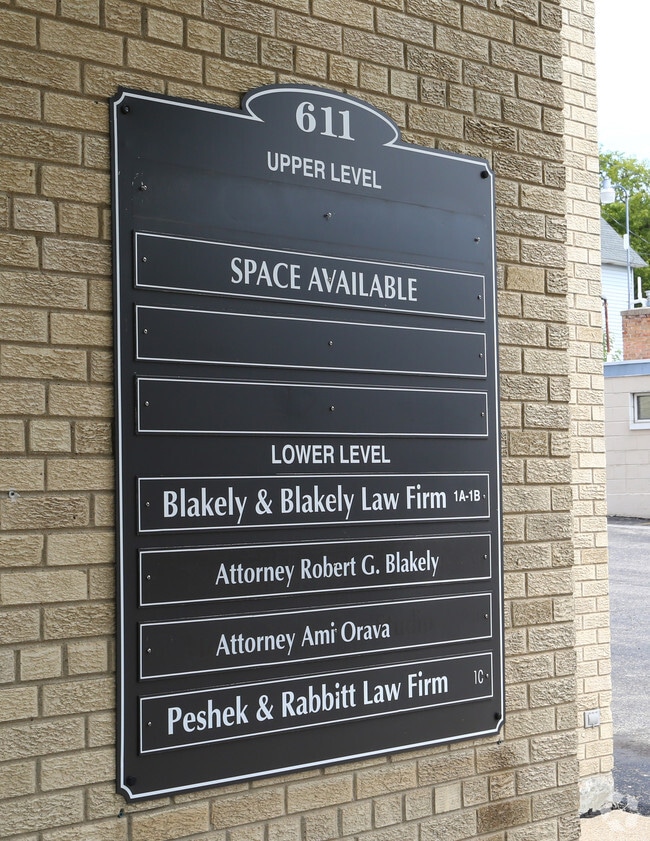 611
UPPER LEVEL
SPACE AVAILABLE
LOWER LEVEL
Blakely & Blakely Law Firm 1A-1B
Attorney Robert G. Blakely
Attorney Ami Orava
Peshek & Rabbitt Law Firm 1C